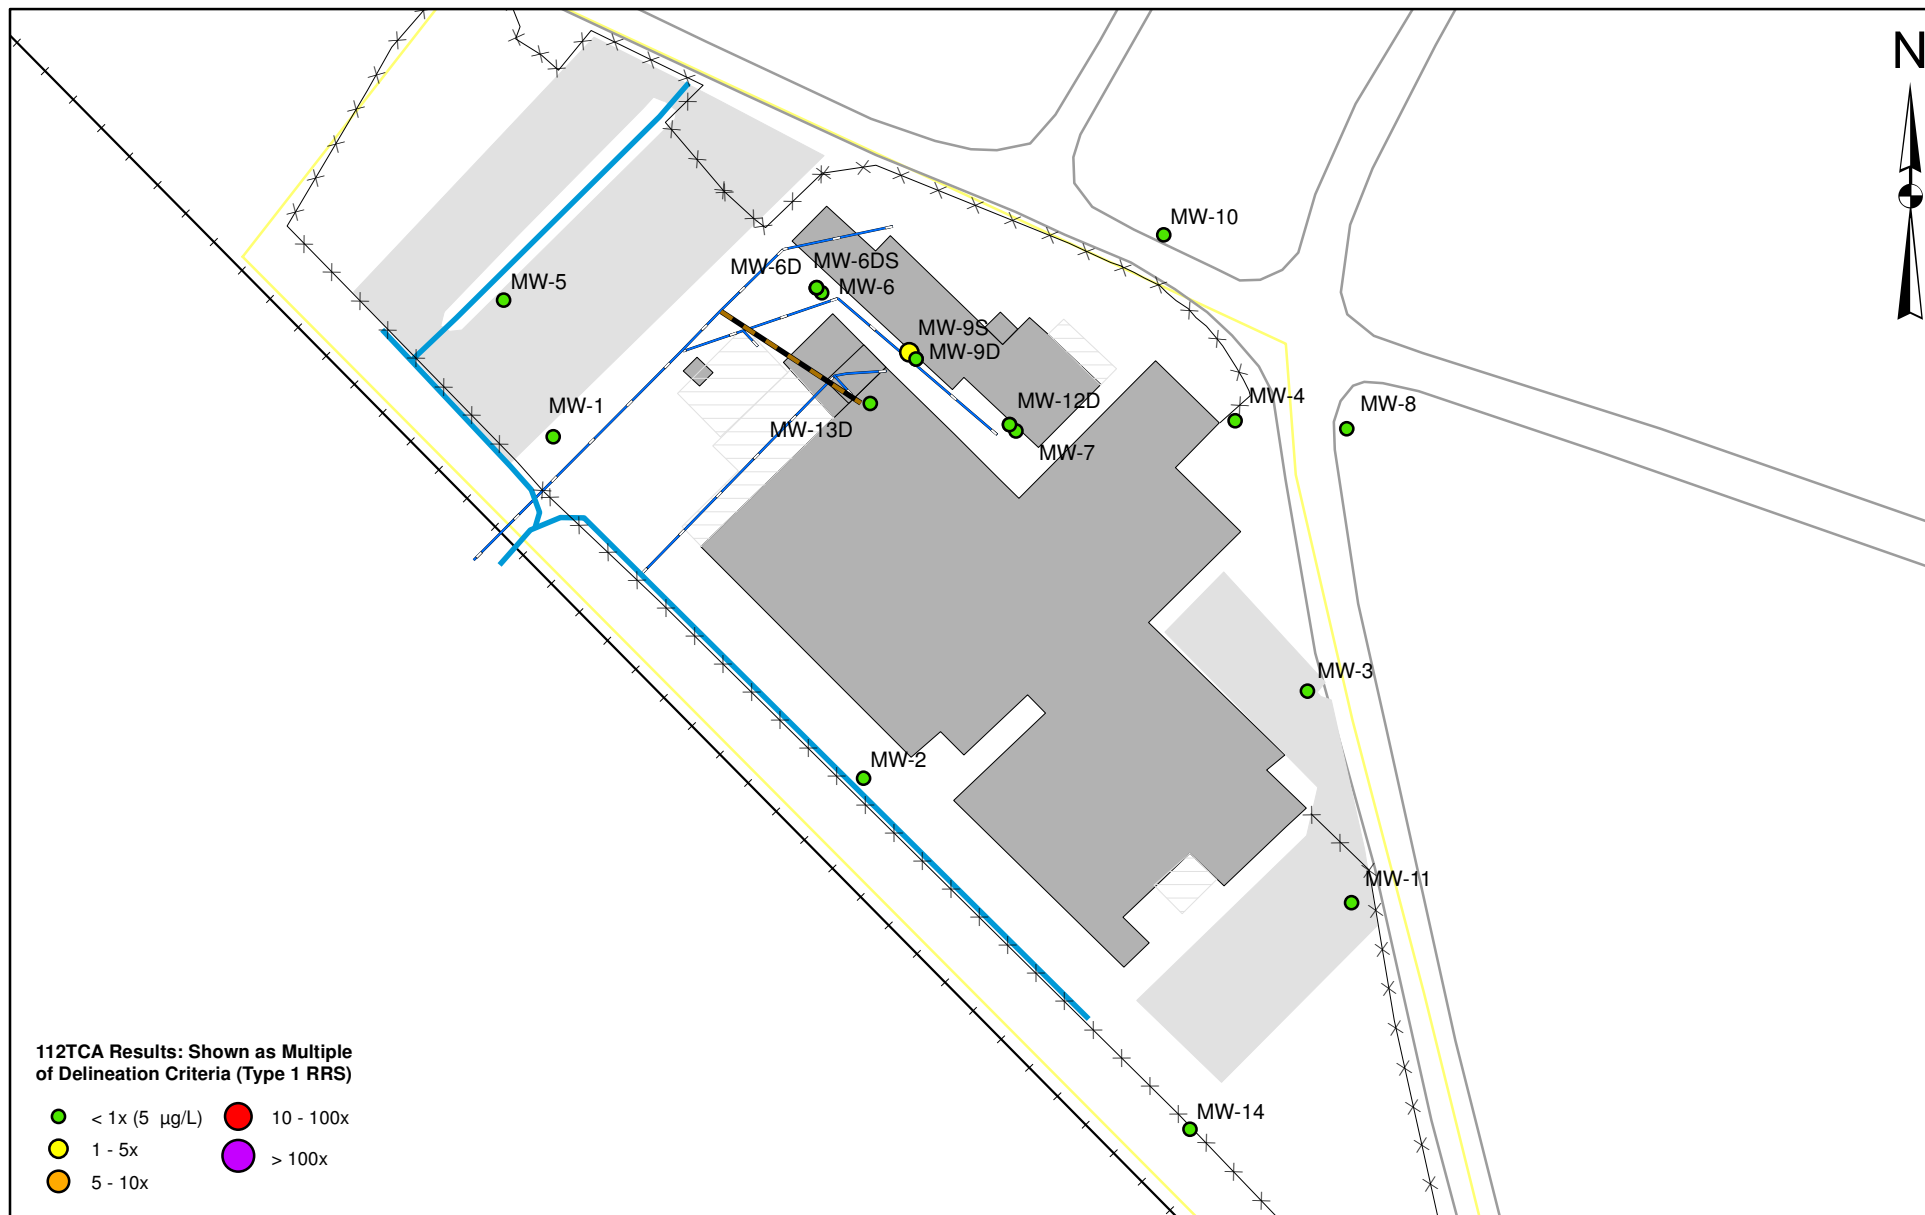 N
MW-10
MW-6D
MW-6DS
MW-5
MW-6
MW-9S
MW-9D
MW-1
MW-12D
MW-4
MW-8
MW-13D
MW-7
MW-3
MW-2
MW-11
MW-14
112TCA Results: Shown as Multiple
of Delineation Criteria (Type 1 RRS)
< 1x (5 µg/L)
10 - 100x
1 - 5x
> 100x
5 - 10x